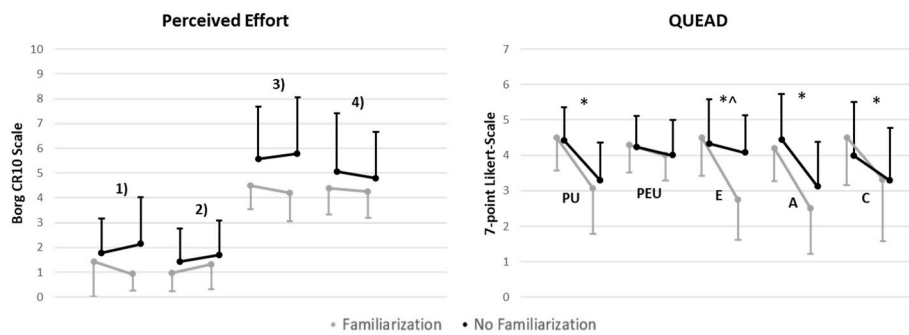 Perceived Effort
Borg CR10 Scale
10
9
8
7
6
5
4
3
2
1
0
1)
2)
3)
4)
QUEAD
7-point Likert-Scale
7
6
5
4
3
2
1
0
*
*^
*
*
PU
PEU
E
A
C
Familiarization
No Familiarization